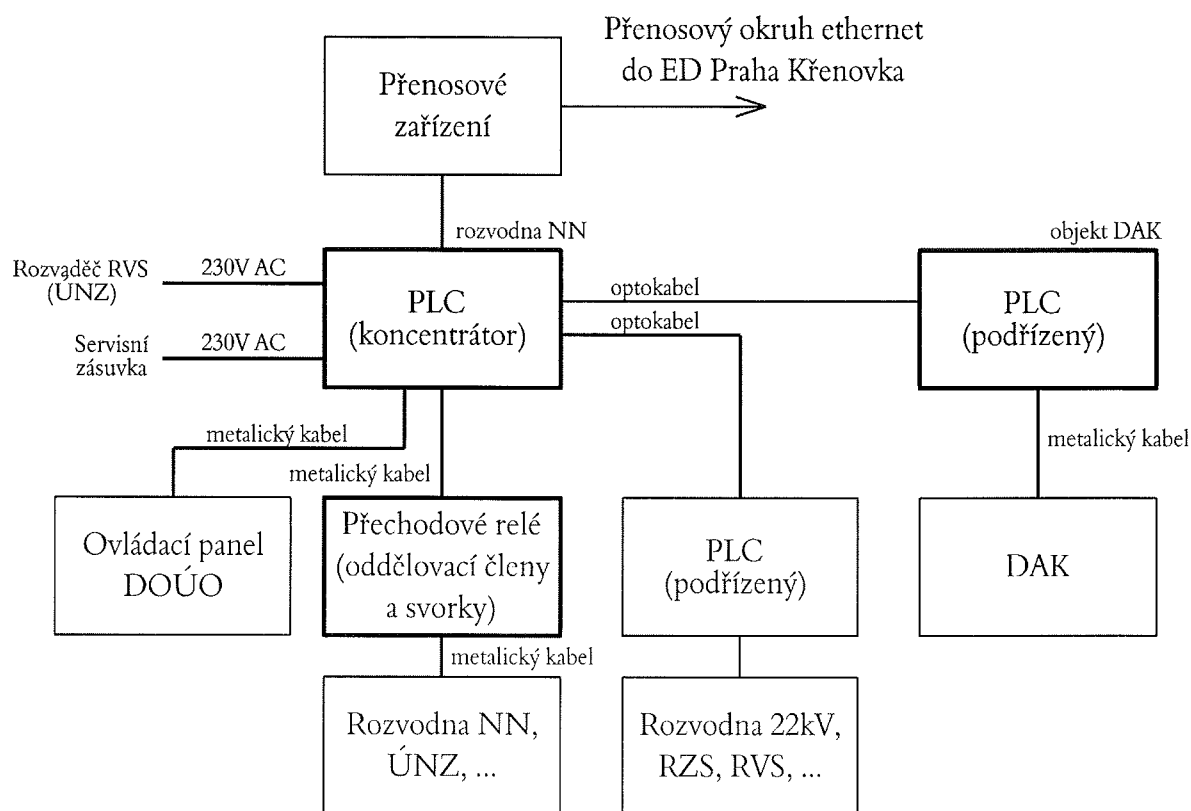 Přenosový okruh ethernet
do ED Praha Křenovka
Přenosové
zařízení
rozvodna NN
objekt DAK
Rozvaděč RVS
(ÚNZ)
230V AC
PLC
(koncentrátor)
optokabel
optokabel
PLC
(podřízený)
Servisní
zásuvka
230V AC
metalický kabel
metalický kabel
metalický kabel
Ovládací panel
DOÚO
Přechodové relé
(oddělovací členy
a svorky)
PLC
(podřízený)
DAK
metalický kabel
Rozvodna NN,
ÚNZ, ...
Rozvodna 22kV,
RZS, RVS, ...